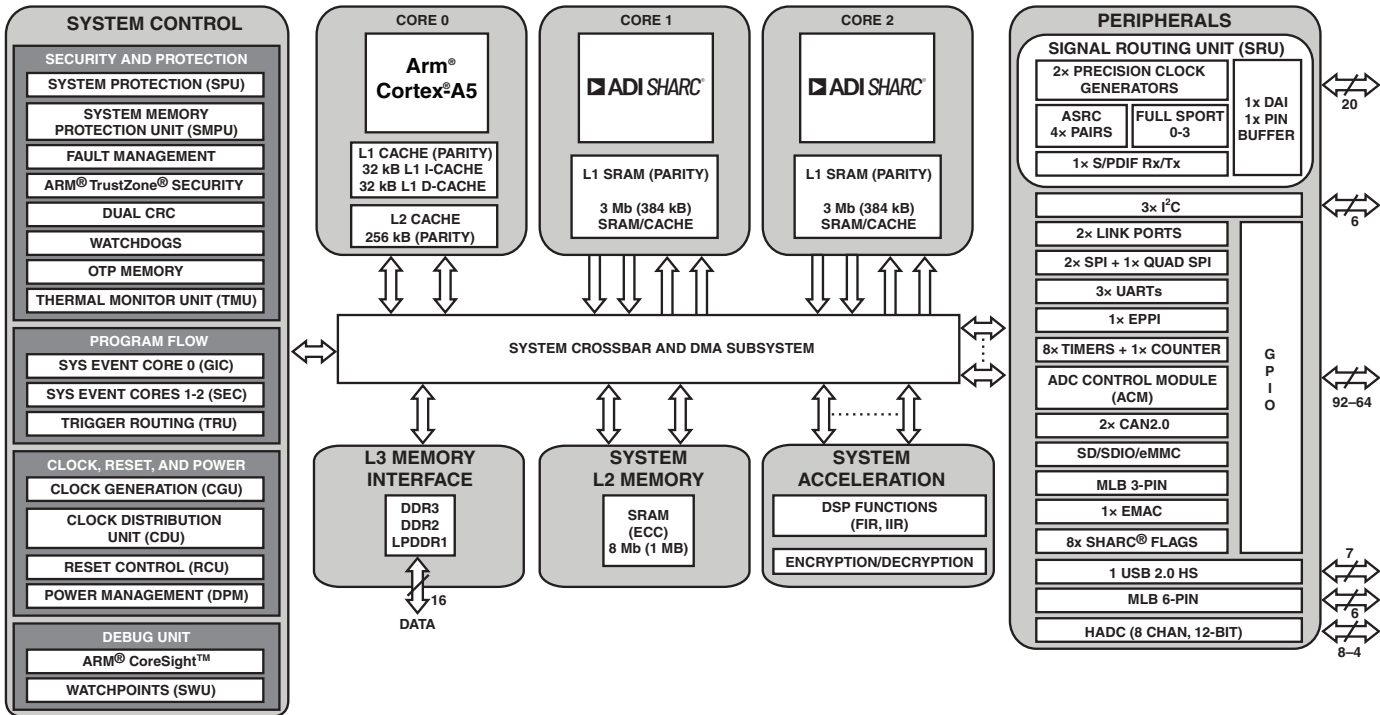 SYSTEM CONTROL
SECURITY AND PROTECTION
SYSTEM PROTECTION (SPU)
SYSTEM MEMORY
PROTECTION UNIT (SMPU)
FAULT MANAGEMENT
ARM® TrustZone® SECURITY
DUAL CRC
WATCHDOGS
OTP MEMORY
THERMAL MONITOR UNIT (TMU)
PROGRAM FLOW
SYS EVENT CORE 0 (GIC)
SYS EVENT CORES 1-2 (SEC)
TRIGGER ROUTING (TRU)
CLOCK, RESET, AND POWER
CLOCK GENERATION (CGU)
CLOCK DISTRIBUTION
UNIT (CDU)
RESET CONTROL (RCU)
POWER MANAGEMENT (DPM)
DEBUG UNIT
ARM® CoreSight™
WATCHPOINTS (SWU)
CORE 0
Arm®
Cortex®-A5
L1 CACHE (PARITY)
32 kB L1 I-CACHE
32 kB L1 D-CACHE
L2 CACHE
256 kB (PARITY)
CORE 1
ADI SHARC®
L1 SRAM (PARITY)
3 Mb (384 kB)
SRAM/CACHE
CORE 2
ADI SHARC®
L1 SRAM (PARITY)
3 Mb (384 kB)
SRAM/CACHE
SYSTEM CROSSBAR AND DMA SUBSYSTEM
L3 MEMORY
INTERFACE
DDR3
DDR2
LPDDR1
16
DATA
SYSTEM
L2 MEMORY
SRAM
(ECC)
8 Mb (1 MB)
SYSTEM
ACCELERATION
DSP FUNCTIONS
(FIR, IIR)
ENCRYPTION/DECRYPTION
PERIPHERALS
SIGNAL ROUTING UNIT (SRU)
2× PRECISION CLOCK
GENERATORS
ASRC
4× PAIRS
FULL SPORT
0-3
1× S/PDIF Rx/Tx
1x DAI
1x PIN
BUFFER
20
3× I²C
6
2× LINK PORTS
2× SPI + 1× QUAD SPI
3× UARTs
1× EPPI
8× TIMERS + 1× COUNTER
ADC CONTROL MODULE
(ACM)
2× CAN2.0
SD/SDIO/eMMC
MLB 3-PIN
1× EMAC
8x SHARC® FLAGS
G
P
I
O
92–64
1 USB 2.0 HS
7
MLB 6-PIN
6
HADC (8 CHAN, 12-BIT)
8–4